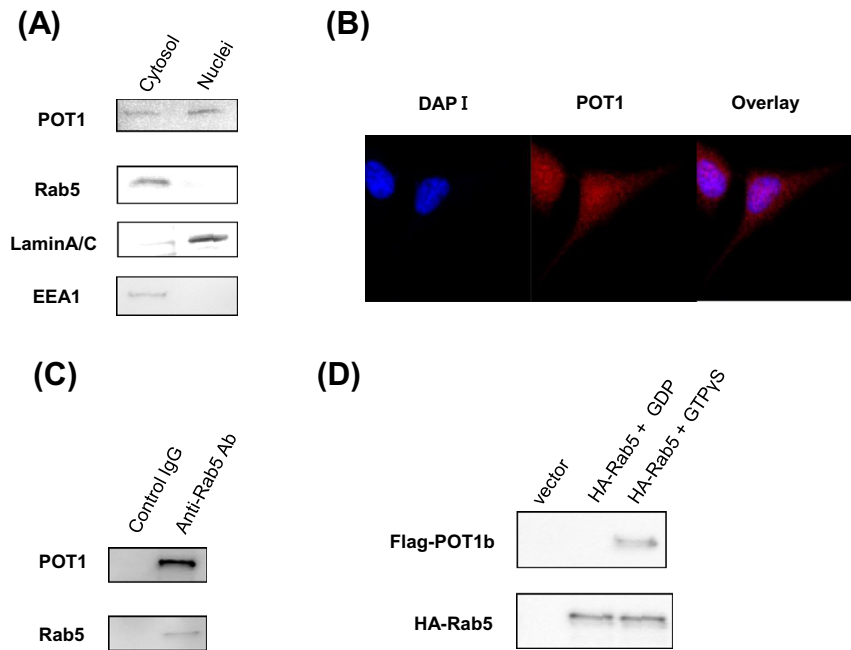 (A)
Cytosol
Nuclei
POT1
Rab5
LaminA/C
EEA1
(B)
DAP I
POT1
Overlay
(C)
Control IgG
Anti-Rab5 Ab
POT1
Rab5
(D)
vector
HA-Rab5 + GDP
HA-Rab5 + GTPγS
Flag-POT1b
HA-Rab5